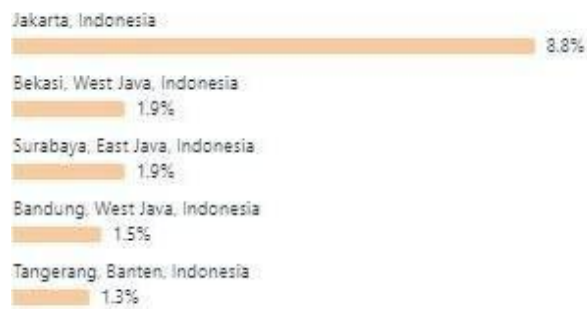 Jakarta, Indonesia
8.8%
Bekasi, West Java, Indonesia
1.9%
Surabaya, East Java, Indonesia
1.9%
Bandung, West Java, Indonesia
1.5%
Tangerang, Banten, Indonesia
1.3%